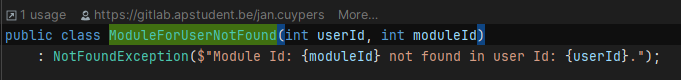 1 usage https://gitlab.apstudent.be/jan.cuypers More...
public class ModuleForUserNotFound(int userId, int moduleId)
: NotFoundException($"Module Id: {moduleId} not found in user Id: {userId}.");